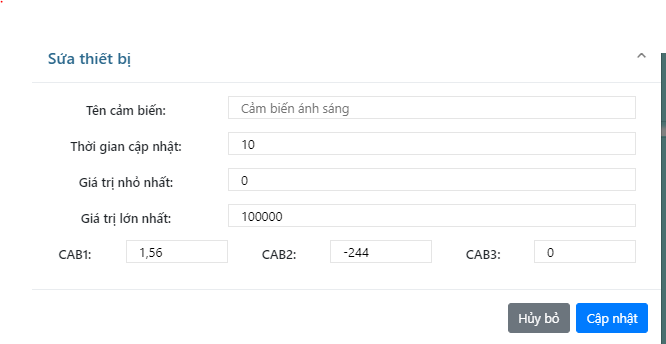 Sứa thiết bị
Tên cảm biến: Cảm biến ánh sáng
Thời gian cập nhật: 10
Giá trị nhỏ nhất: 0
Giá trị lớn nhất: 100000
CAB1: 1,56 CAB2: -244 CAB3: 0
Hủy bỏ Cập nhật